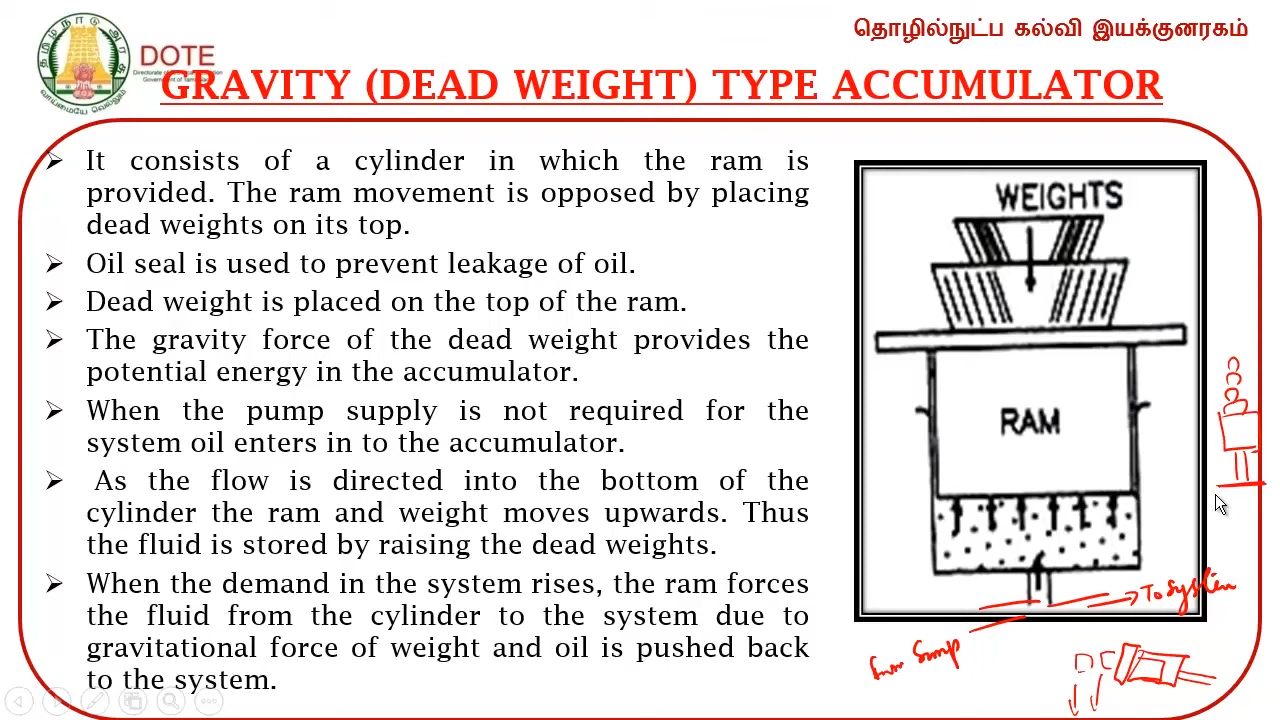 தொழில்நுட்ப கல்வி இயக்குனரகம்
DOTE
GRAVITY (DEAD WEIGHT) TYPE ACCUMULATOR
➢ It consists of a cylinder in which the ram is
provided. The ram movement is opposed by placing
dead weights on its top.
➢ Oil seal is used to prevent leakage of oil.
➢ Dead weight is placed on the top of the ram.
➢ The gravity force of the dead weight provides the
potential energy in the accumulator.
➢ When the pump supply is not required for the
system oil enters in to the accumulator.
➢ As the flow is directed into the bottom of the
cylinder the ram and weight moves upwards. Thus
the fluid is stored by raising the dead weights.
➢ When the demand in the system rises, the ram forces
the fluid from the cylinder to the system due to
gravitational force of weight and oil is pushed back
to the system.
WEIGHTS
RAM
To system